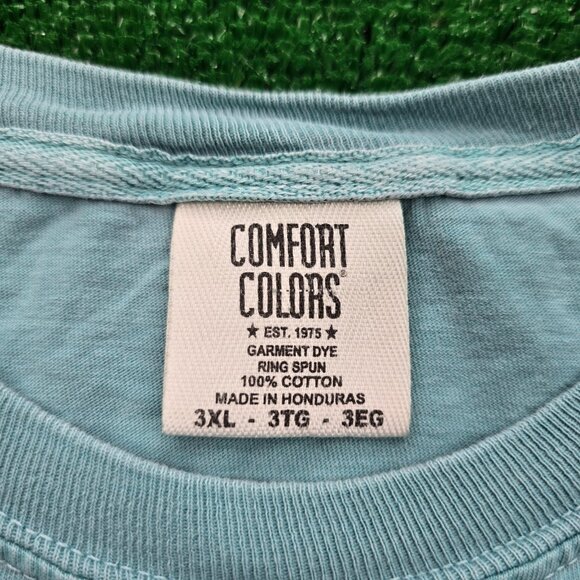 COMFORT
COLORS®
★ EST. 1975 ★
GARMENT DYE
RING SPUN
100% COTTON
MADE IN HONDURAS
3XL - 3TG - 3EG